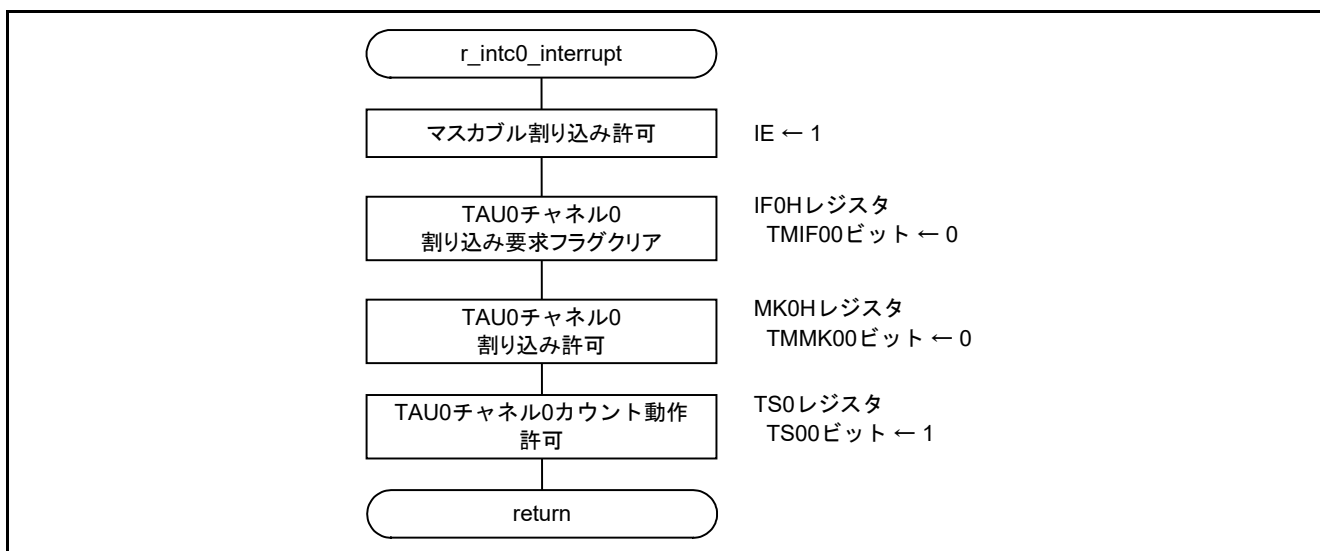 r_intc0_interrupt
マスカブル割り込み許可
IE ← 1
TAU0チャネル0
割り込み要求フラグクリア
IF0Hレジスタ
TMIF00ビット ← 0
TAU0チャネル0
割り込み許可
MK0Hレジスタ
TMMK00ビット ← 0
TAU0チャネル0カウント動作
許可
TS0レジスタ
TS00ビット ← 1
return